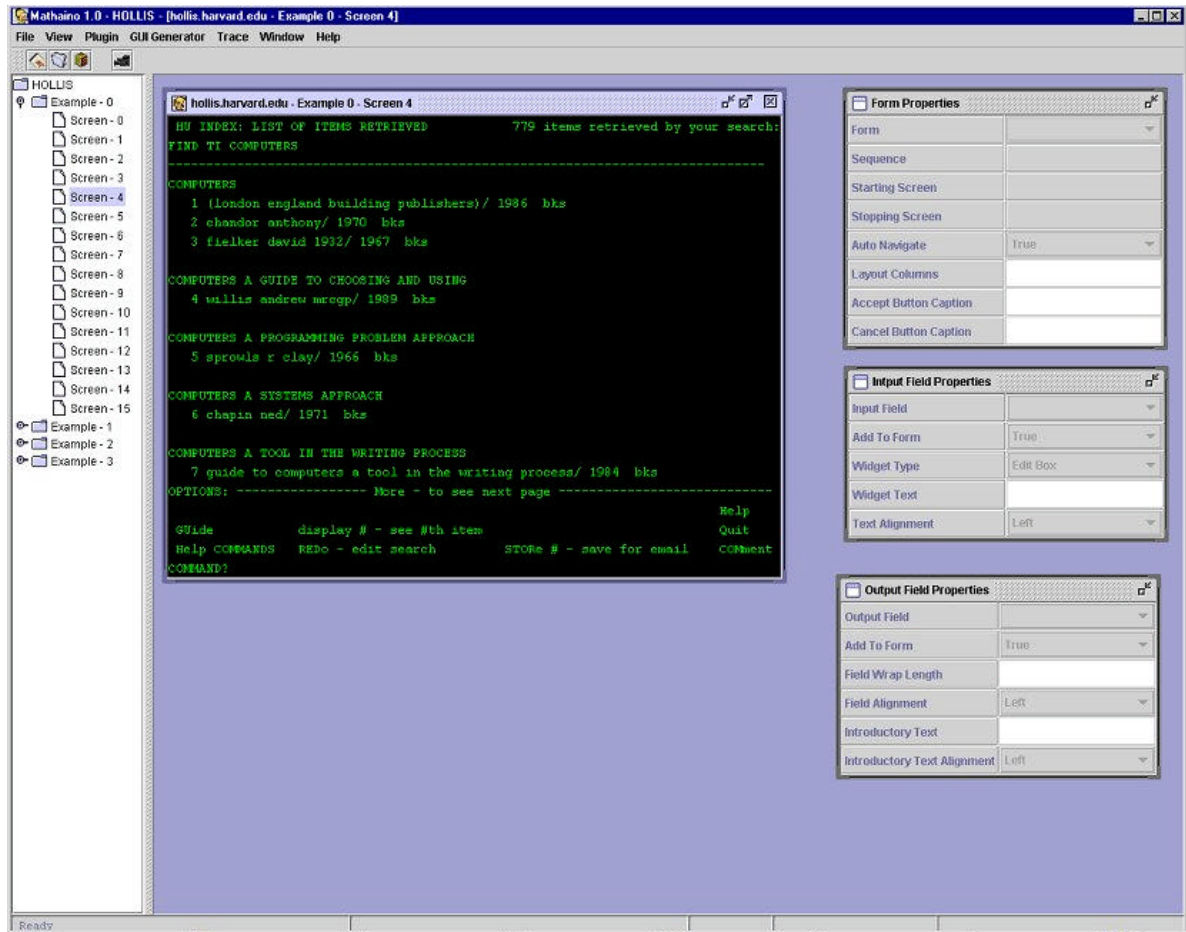 Mathaino 1.0 - HOLLIS - [hollis.harvard.edu - Example 0 - Screen 4]
File View Plugin GUI Generator Trace Window Help
HOLLIS
Example - 0
Screen - 0
Screen - 1
Screen - 2
Screen - 3
Screen - 4
Screen - 5
Screen - 6
Screen - 7
Screen - 8
Screen - 9
Screen - 10
Screen - 11
Screen - 12
Screen - 13
Screen - 14
Screen - 15
Example - 1
Example - 2
Example - 3
hollis.harvard.edu - Example 0 - Screen 4
HU INDEX: LIST OF ITEMS RETRIEVED 779 items retrieved by your search:
FIND TI COMPUTERS
--------------------------------------------------------------------------------
COMPUTERS
1 (london england building publishers)/ 1986 bks
2 chandor anthony/ 1970 bks
3 fielker david 1932/ 1967 bks
COMPUTERS A GUIDE TO CHOOSING AND USING
4 willis andrew mrcgp/ 1989 bks
COMPUTERS A PROGRAMMING PROBLEM APPROACH
5 sprowls r clay/ 1966 bks
COMPUTERS A SYSTEMS APPROACH
6 chapin ned/ 1971 bks
COMPUTERS A TOOL IN THE WRITING PROCESS
7 guide to computers a tool in the writing process/ 1984 bks
OPTIONS: ----------------- More - to see next page ----------------------------
Help
GUide display # - see #th item Quit
Help COMMANDS REDo - edit search STORe # - save for email COMment
COMMAND?
Form Properties
Form
Sequence
Starting Screen
Stopping Screen
Auto Navigate True
Layout Columns
Accept Button Caption
Cancel Button Caption
Intput Field Properties
Input Field
Add To Form True
Widget Type Edit Box
Widget Text
Text Alignment Left
Output Field Properties
Output Field
Add To Form True
Field Wrap Length
Field Alignment Left
Introductory Text
Introductory Text Alignment Left
Ready